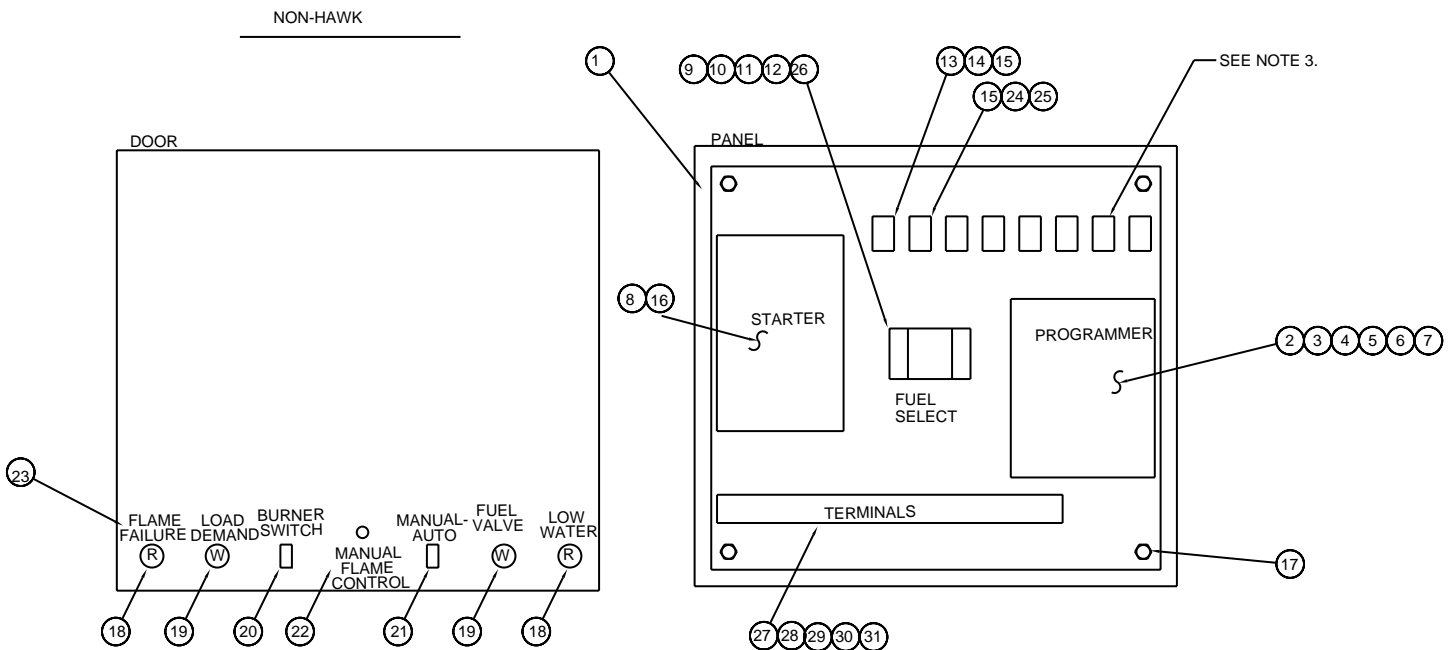 NON-HAWK
1
9 10 11 12 26
13 14 15
SEE NOTE 3.
15 24 25
DOOR
PANEL
8 16
STARTER
PROGRAMMER
2 3 4 5 6 7
FUEL
SELECT
23
FLAME
FAILURE
LOAD
DEMAND
BURNER
SWITCH
MANUAL
FLAME
CONTROL
MANUAL-
AUTO
FUEL
VALVE
LOW
WATER
R
W
W
R
TERMINALS
17
18
19
20
22
21
19
18
27 28 29 30 31